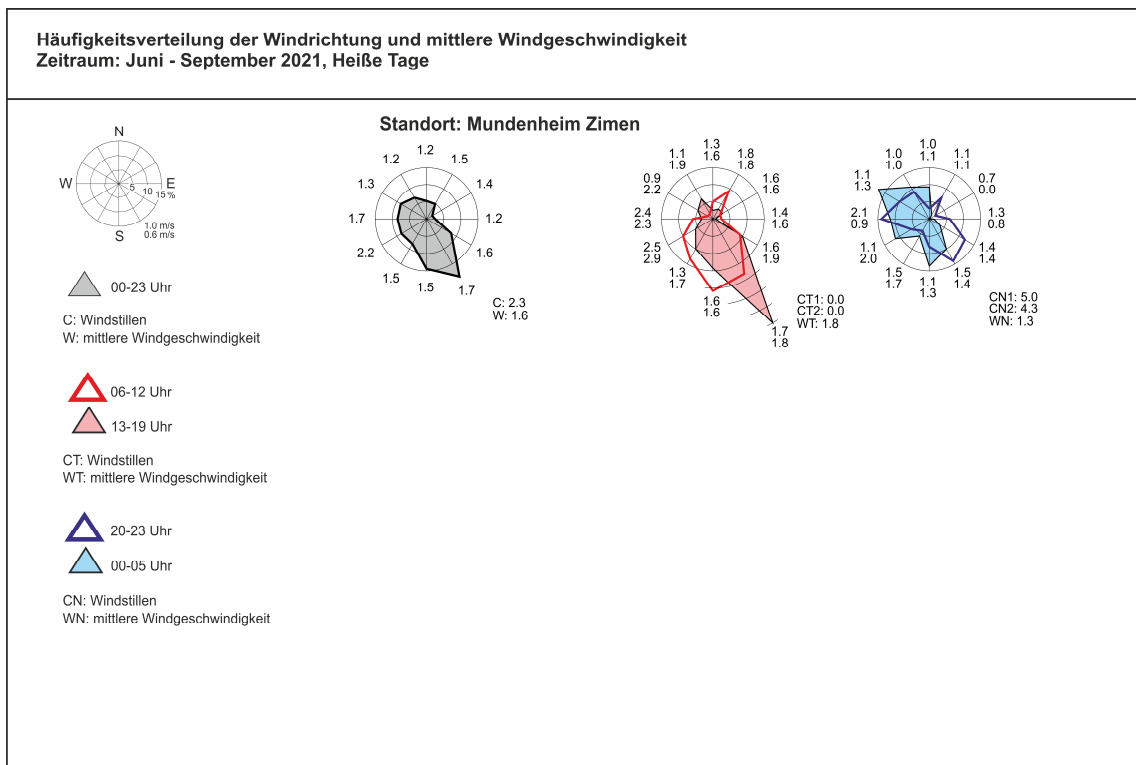 Häufigkeitsverteilung der Windrichtung und mittlere Windgeschwindigkeit
Zeitraum: Juni - September 2021, Heiße Tage
N
W
E
S
5 10 15 %
1.0 m/s
0.6 m/s
00-23 Uhr
C: Windstillen
W: mittlere Windgeschwindigkeit
06-12 Uhr
13-19 Uhr
CT: Windstillen
WT: mittlere Windgeschwindigkeit
20-23 Uhr
00-05 Uhr
CN: Windstillen
WN: mittlere Windgeschwindigkeit
Standort: Mundenheim Zimen
1.2
1.5
1.4
1.2
1.6
1.7
1.5
1.5
2.2
1.7
1.3
1.2
C: 2.3
W: 1.6
1.3
1.6
1.8
1.8
1.6
1.6
1.4
1.6
1.6
1.9
1.7
1.8
1.6
1.6
1.3
1.7
2.5
2.9
2.4
2.3
0.9
2.2
1.1
1.9
CT1: 0.0
CT2: 0.0
WT: 1.8
1.0
1.1
1.1
1.1
0.7
0.0
1.3
0.8
1.4
1.4
1.5
1.4
1.1
1.3
1.5
1.7
1.1
2.0
2.1
0.9
1.1
1.3
1.0
1.0
CN1: 5.0
CN2: 4.3
WN: 1.3